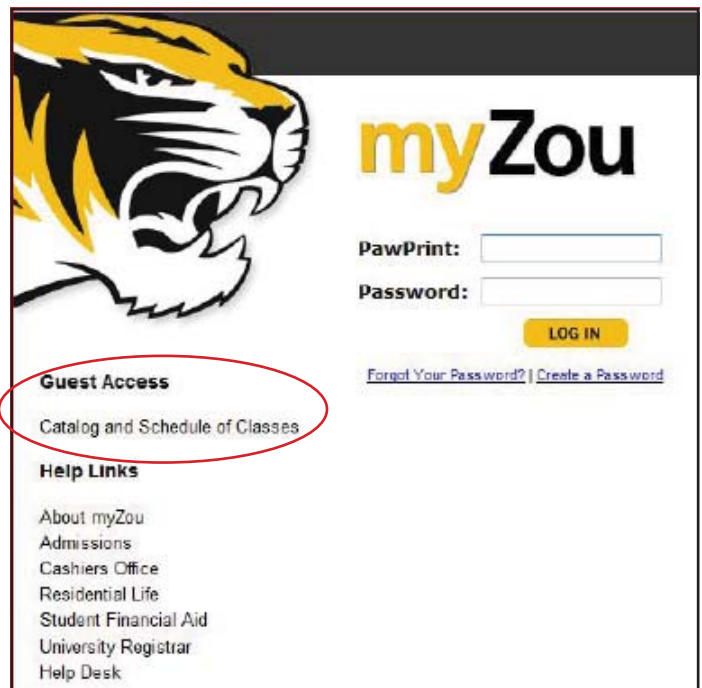 myZou
PawPrint:
Password:
LOG IN
Forgot Your Password? | Create a Password
Guest Access
Catalog and Schedule of Classes
Help Links
About myZou
Admissions
Cashiers Office
Residential Life
Student Financial Aid
University Registrar
Help Desk